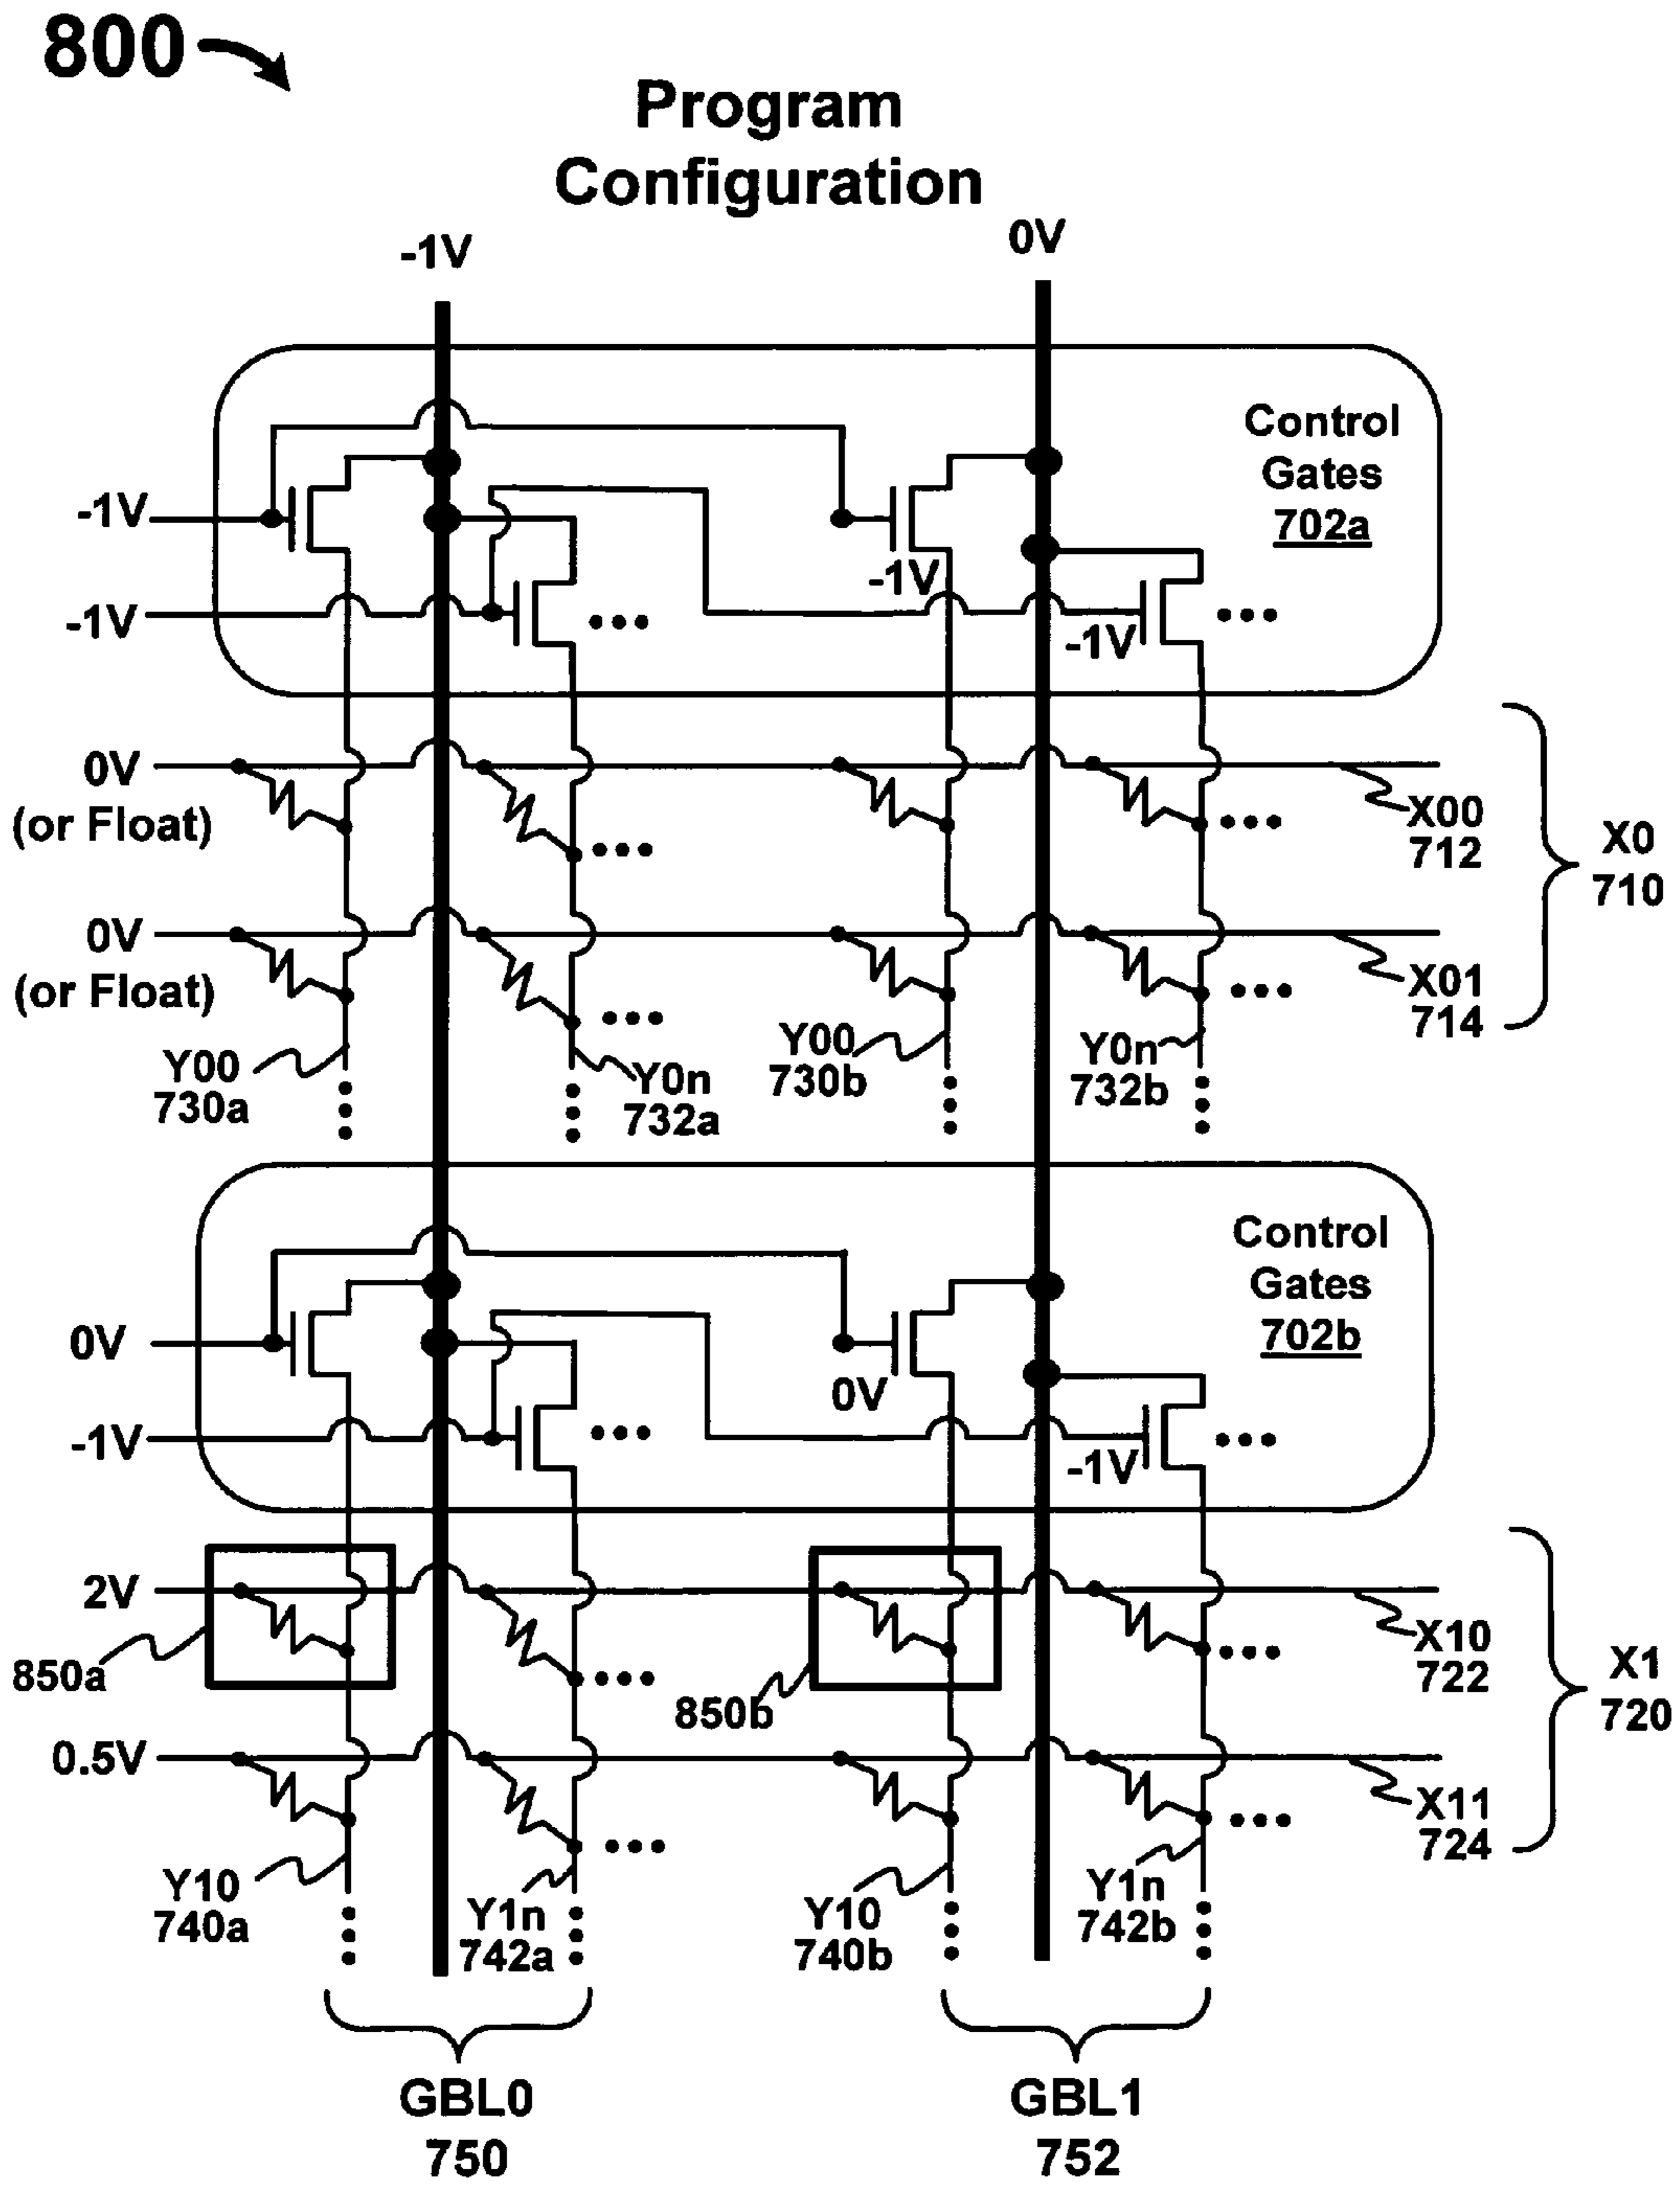 800
Program
Configuration
-1V
0V
Control
Gates
702a
-1V
-1V
-1V
-1V
0V
(or Float)
X00
712
X0
710
0V
(or Float)
X01
714
Y00
730a
Y0n
732a
Y00
730b
Y0n
732b
Control
Gates
702b
0V
0V
-1V
-1V
2V
850a
850b
X10
722
X1
720
0.5V
X11
724
Y10
740a
Y1n
742a
Y10
740b
Y1n
742b
GBL0
750
GBL1
752